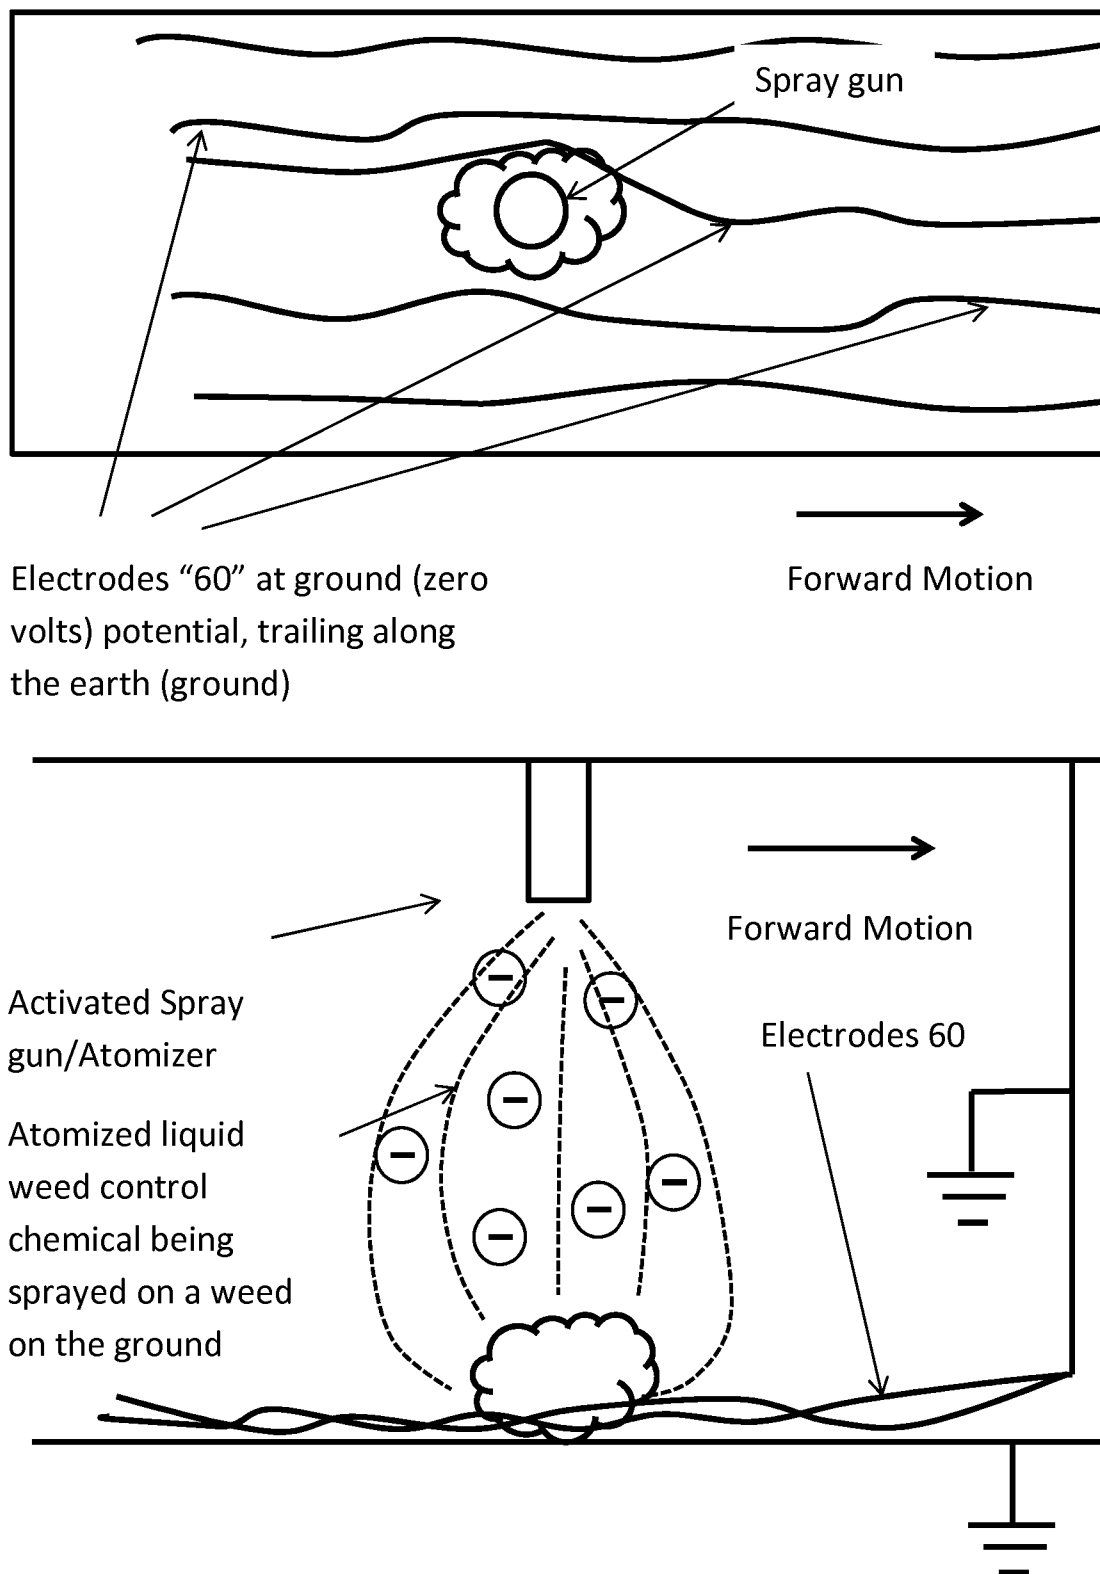 Spray gun
Electrodes “60” at ground (zero
volts) potential, trailing along
the earth (ground)
Forward Motion
Forward Motion
Activated Spray
gun/Atomizer
Electrodes 60
Atomized liquid
weed control
chemical being
sprayed on a weed
on the ground